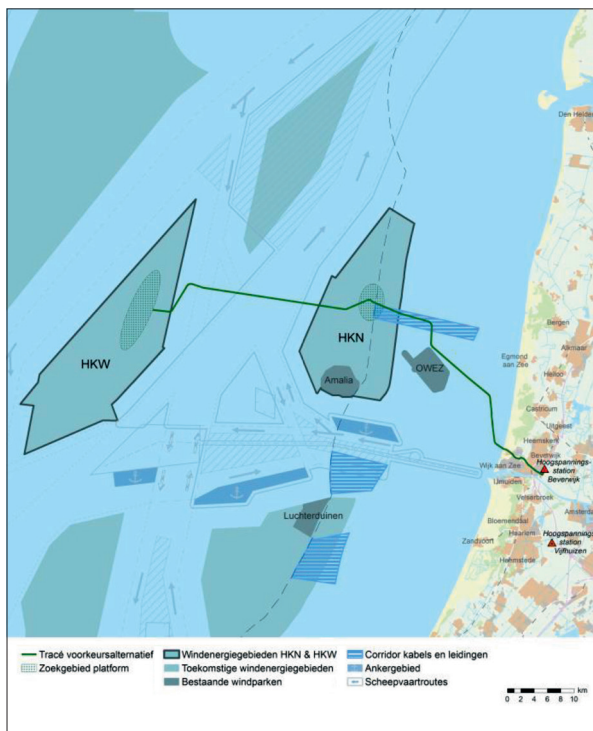 Den Helder
HKW
HKN
Bergen
Alkmaar
Egmond
aan Zee
Heiloo
OWEZ
Amalia
Castricum
Uitgeest
Heemskerk
Beverwijk
Hoogspannings-
station
Beverwijk
Wijk aan Zee
IJmuiden
Velserbroek
Luchterduinen
Bloemendaal
Haarlem
Zandvoort
Heemstede
Hoogspannings-
station
Vijfhuizen
Tracé voorkeursalternatief
Zoekgebied platform
Windenergiegebieden HKN & HKW
Toekomstige windenergiegebieden
Bestaande windparken
Corridor kabels en leidingen
Ankergebied
Scheepvaartroutes
km
0 2 4 6 8 10